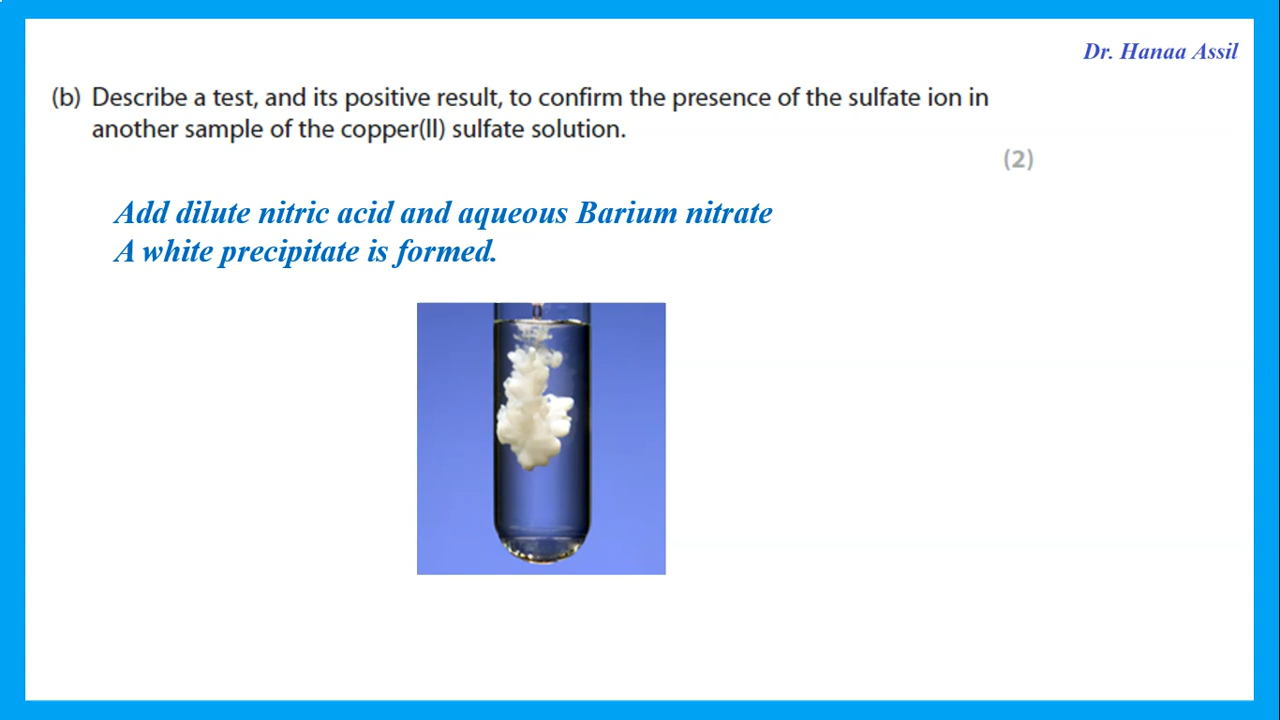 Dr. Hanaa Assil
(b) Describe a test, and its positive result, to confirm the presence of the sulfate ion in
another sample of the copper(II) sulfate solution.
(2)
Add dilute nitric acid and aqueous Barium nitrate
A white precipitate is formed.